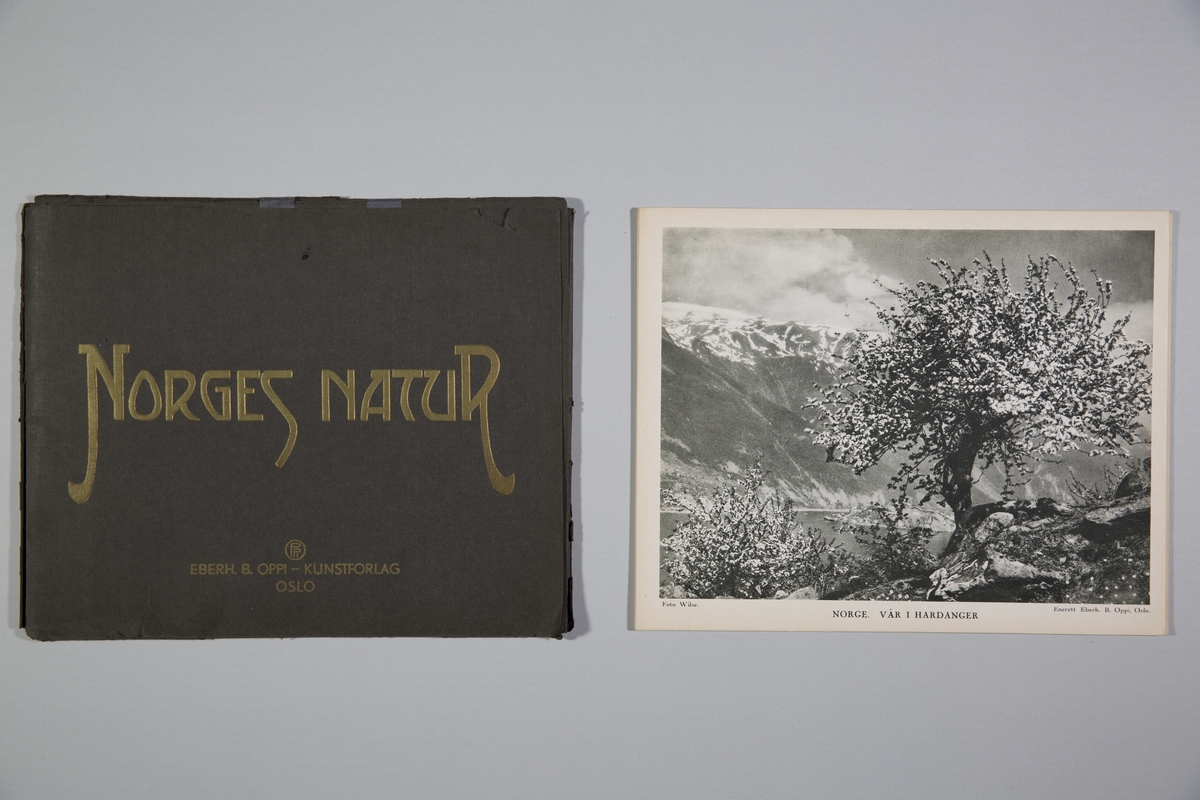 NORGES NATUR
EBERH. B. OPPI – KUNSTFORLAG
OSLO
Foto Wilse.
NORGE. VÅR I HARDANGER
Enerett Eberh. B. Oppi, Oslo.